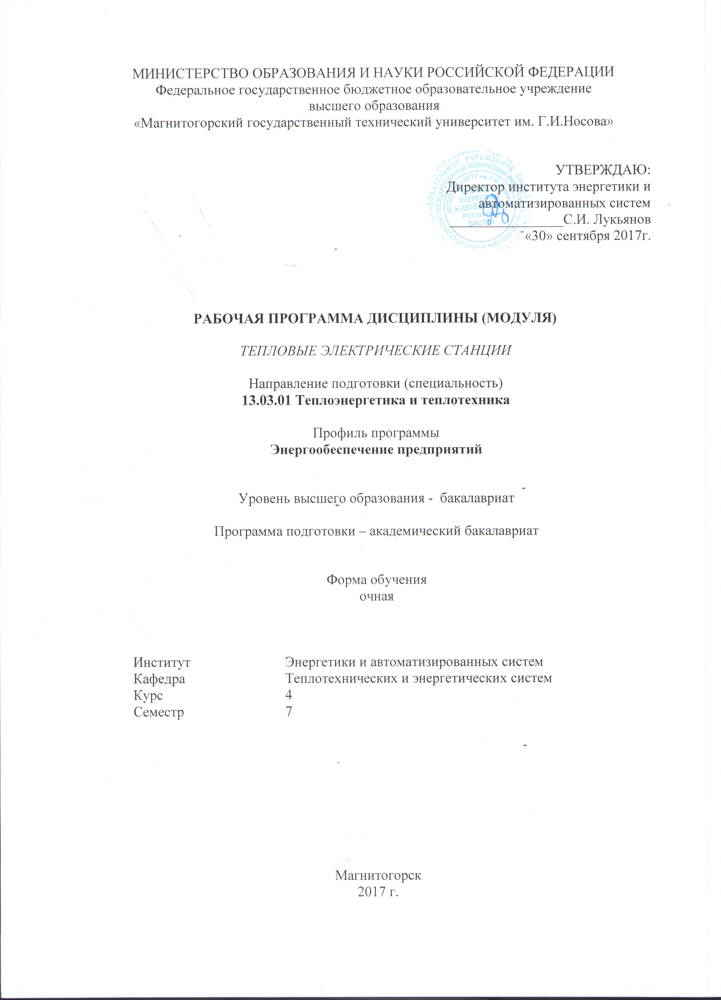 МИНИСТЕРСТВО ОБРАЗОВАНИЯ И НАУКИ РОССИЙСКОЙ ФЕДЕРАЦИИ
Федеральное государственное бюджетное образовательное учреждение
высшего образования
«Магнитогорский государственный технический университет им. Г.И.Носова»
УТВЕРЖДАЮ:
Директор института энергетики и
автоматизированных систем
________________С.И. Лукьянов
«30» сентября 2017г.
РАБОЧАЯ ПРОГРАММА ДИСЦИПЛИНЫ (МОДУЛЯ)
ТЕПЛОВЫЕ ЭЛЕКТРИЧЕСКИЕ СТАНЦИИ
Направление подготовки (специальность)
13.03.01 Теплоэнергетика и теплотехника
Профиль программы
Энергообеспечение предприятий
Уровень высшего образования - бакалавриат
Программа подготовки – академический бакалавриат
Форма обучения
очная
Институт Энергетики и автоматизированных систем
Кафедра Теплотехнических и энергетических систем
Курс 4
Семестр 7
Магнитогорск
2017 г.